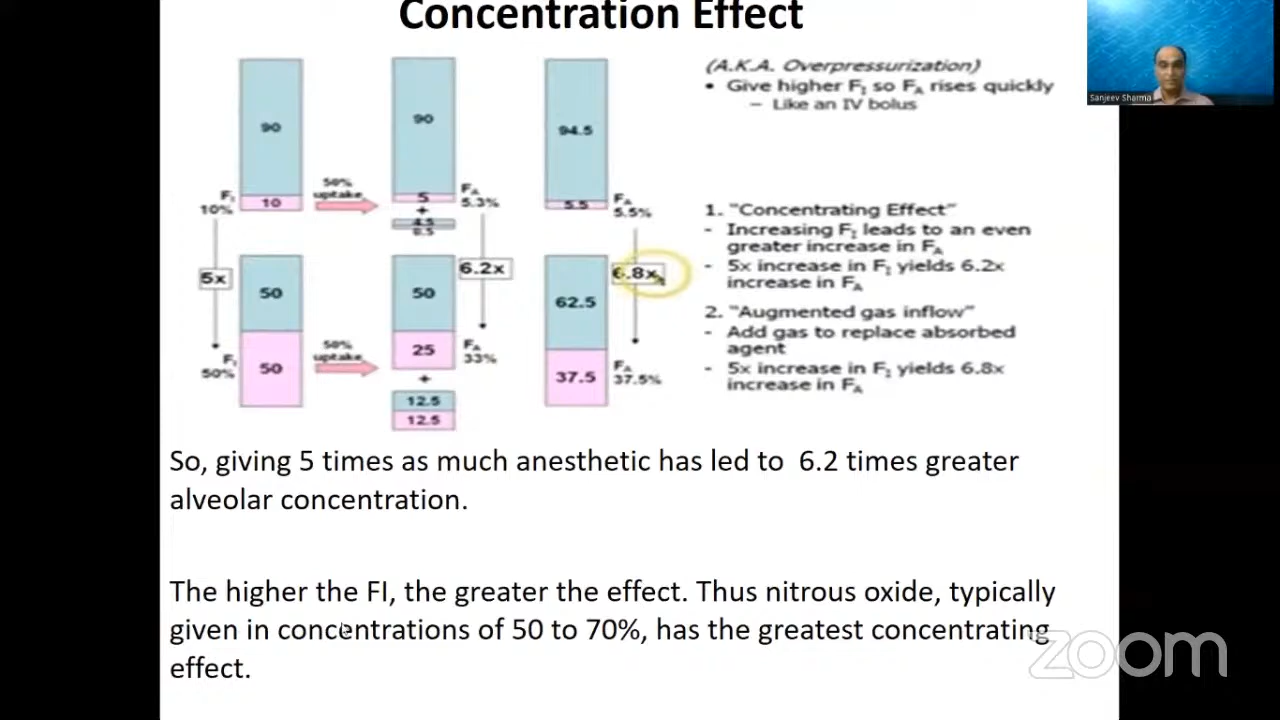 Concentration Effect
90
10
F_I
10%
50%
uptake
90
5
+
4.5
0.5
F_A
5.3%
94.5
5.5
F_A
5.5%
5x
6.2x
6.8x
50
50
F_I
50%
50%
uptake
50
25
+
12.5
12.5
F_A
33%
62.5
37.5
F_A
37.5%
(A.K.A. Overpressurization)
• Give higher F_I so F_A rises quickly
– Like an IV bolus
1. "Concentrating Effect"
- Increasing F_I leads to an even
greater increase in F_A
- 5x increase in F_I yields 6.2x
increase in F_A
2. "Augmented gas inflow"
- Add gas to replace absorbed
agent
- 5x increase in F_I yields 6.8x
increase in F_A
So, giving 5 times as much anesthetic has led to 6.2 times greater
alveolar concentration.
The higher the FI, the greater the effect. Thus nitrous oxide, typically
given in concentrations of 50 to 70%, has the greatest concentrating
effect.
Sanjeev Sharma
zoom